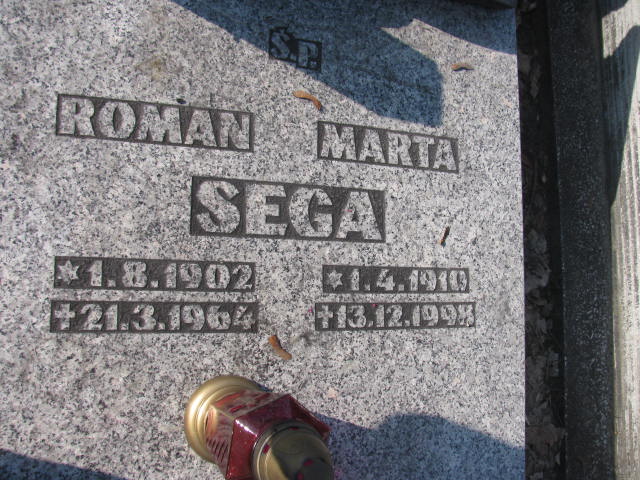 Ś.P.
ROMAN MARTA
SEGA
*1.8.1902 *1.4.1910
+21.3.1964 +13.12.1998